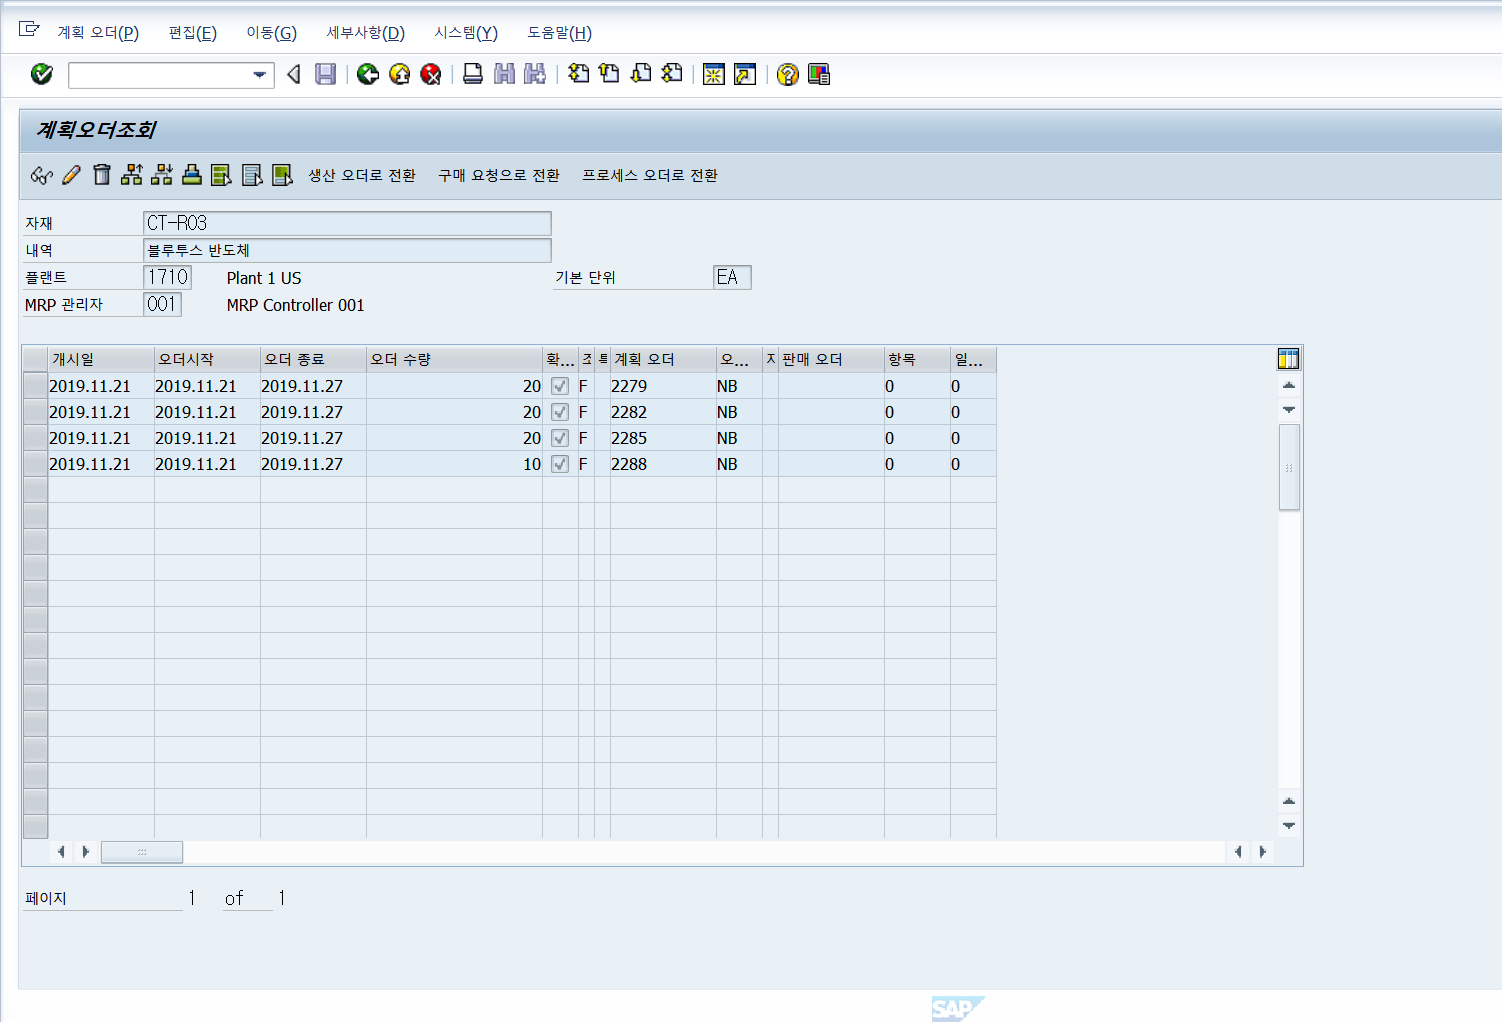 계획 오더(P) 편집(E) 이동(G) 세부사항(D) 시스템(Y) 도움말(H)
계획오더조회
생산 오더로 전환 구매 요청으로 전환 프로세스 오더로 전환
자재 CT-R03
내역 블루투스 반도체
플랜트 1710 Plant 1 US 기본 단위 EA
MRP 관리자 001 MRP Controller 001
개시일 오더시작 오더 종료 오더 수량 확... 조 특 계획 오더 오... 지 판매 오더 항목 일...
2019.11.21 2019.11.21 2019.11.27 20 F 2279 NB 0 0
2019.11.21 2019.11.21 2019.11.27 20 F 2282 NB 0 0
2019.11.21 2019.11.21 2019.11.27 20 F 2285 NB 0 0
2019.11.21 2019.11.21 2019.11.27 10 F 2288 NB 0 0
페이지 1 of 1
SAP